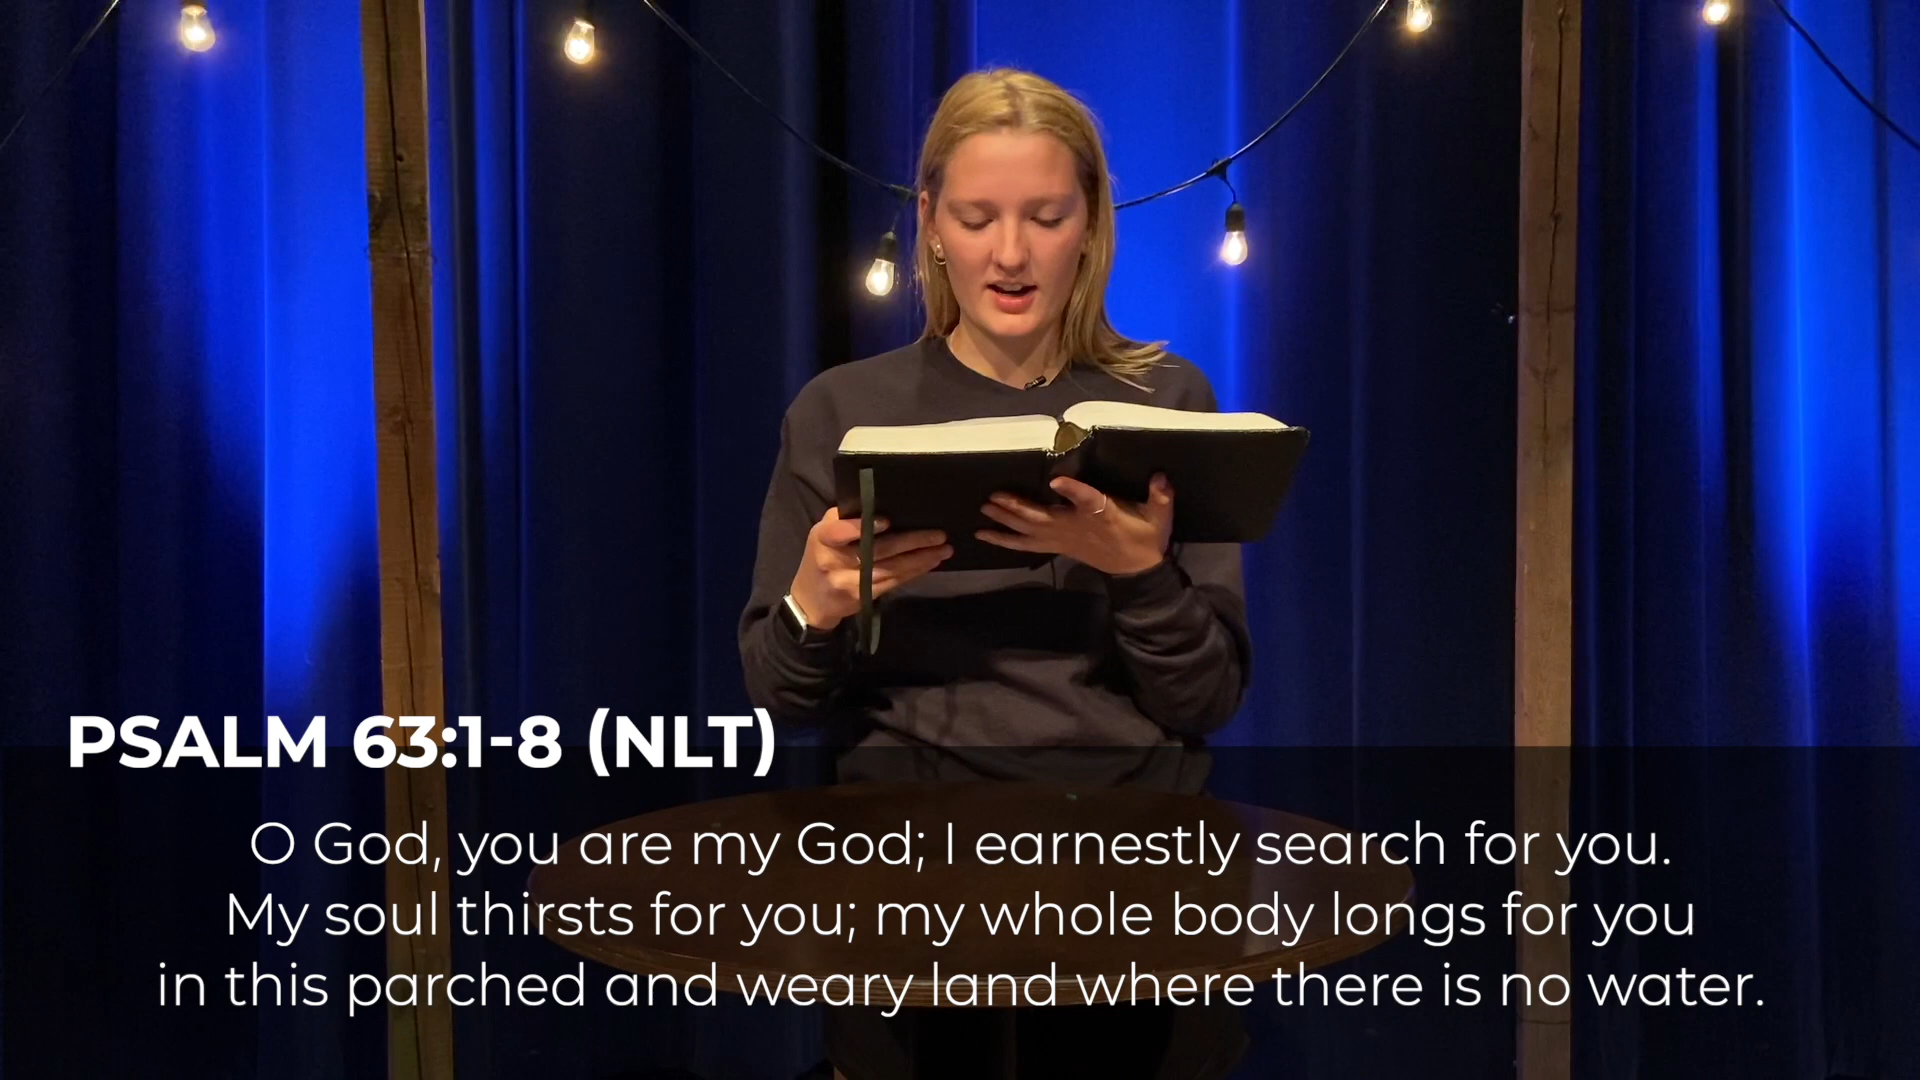 PSALM 63:1-8 (NLT)
O God, you are my God; I earnestly search for you.
My soul thirsts for you; my whole body longs for you
in this parched and weary land where there is no water.